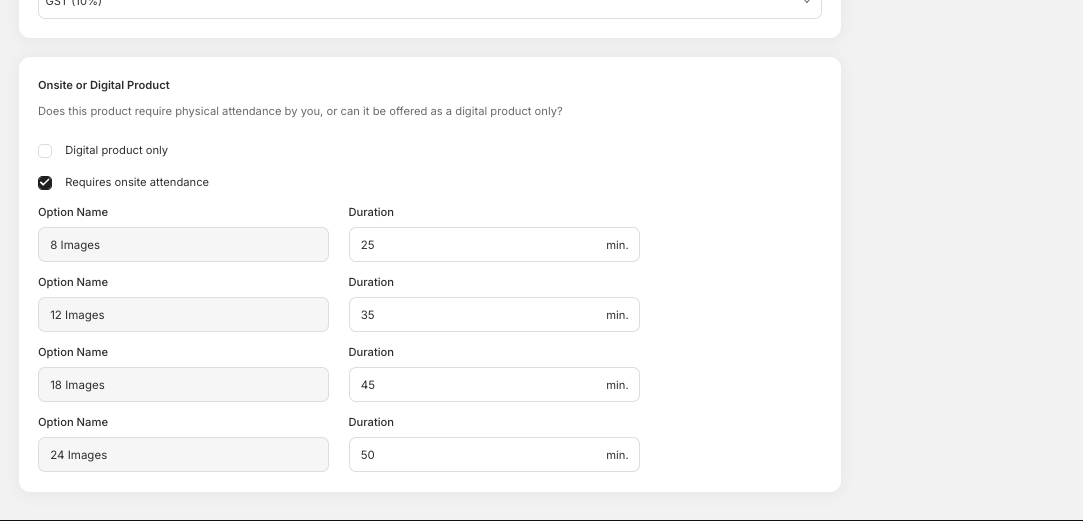 GST (10%)
Onsite or Digital Product
Does this product require physical attendance by you, or can it be offered as a digital product only?
Digital product only
Requires onsite attendance
Option Name Duration
8 Images 25 min.
Option Name Duration
12 Images 35 min.
Option Name Duration
18 Images 45 min.
Option Name Duration
24 Images 50 min.